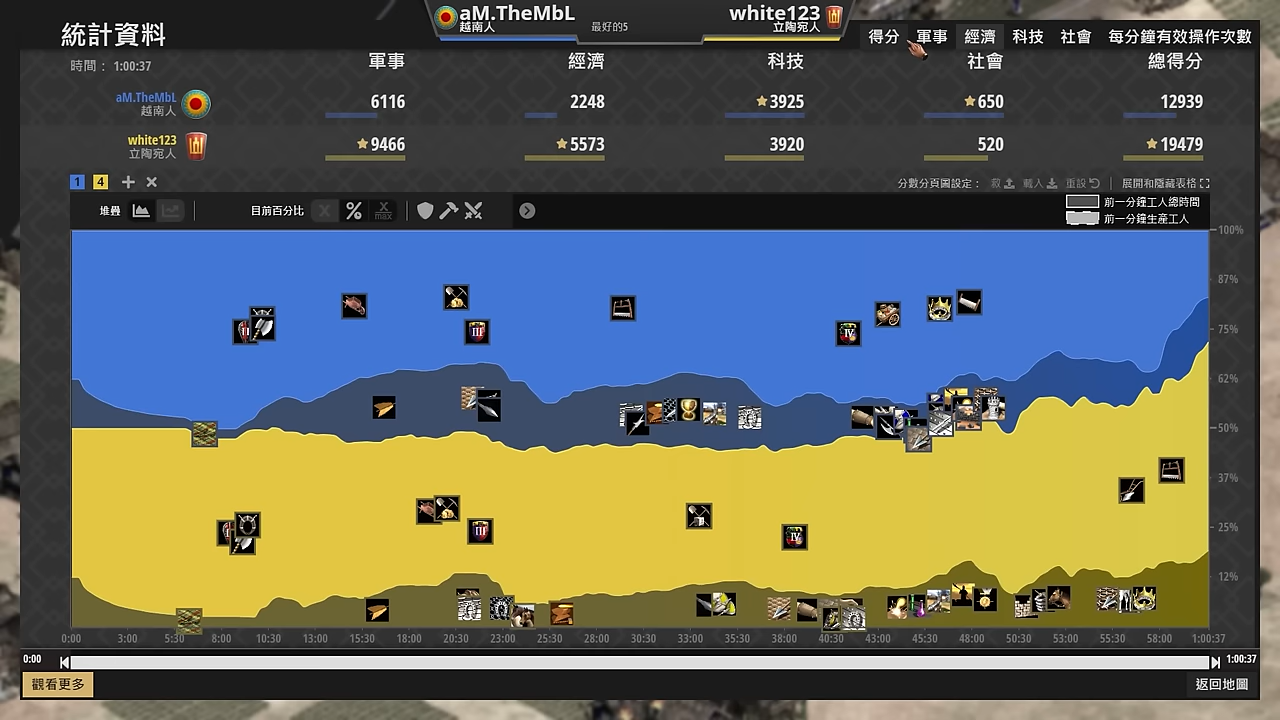 aM.TheMbL
越南人
最好的5
white123
立陶宛人
統計資料
得分 軍事 經濟 科技 社會 每分鐘有效操作次數
時間： 1:00:37
軍事 經濟 科技 社會 總得分
aM.TheMbL
越南人
6116 2248 3925 650 12939
white123
立陶宛人
9466 5573 3920 520 19479
1 4
分數分頁圖設定： 載入 重設 展開和隱藏表格
堆疊 目前百分比 X % X max
前一分鐘工人總時間
前一分鐘生產工人
100%
87%
75%
62%
50%
37%
25%
12%
0:00 3:00 5:30 8:00 10:30 13:00 15:30 18:00 20:30 23:00 25:30 28:00 30:30 33:00 35:30 38:00 40:30 43:00 45:30 48:00 50:30 53:00 55:30 58:00 1:00:37
0:00 1:00:37
觀看更多 返回地圖